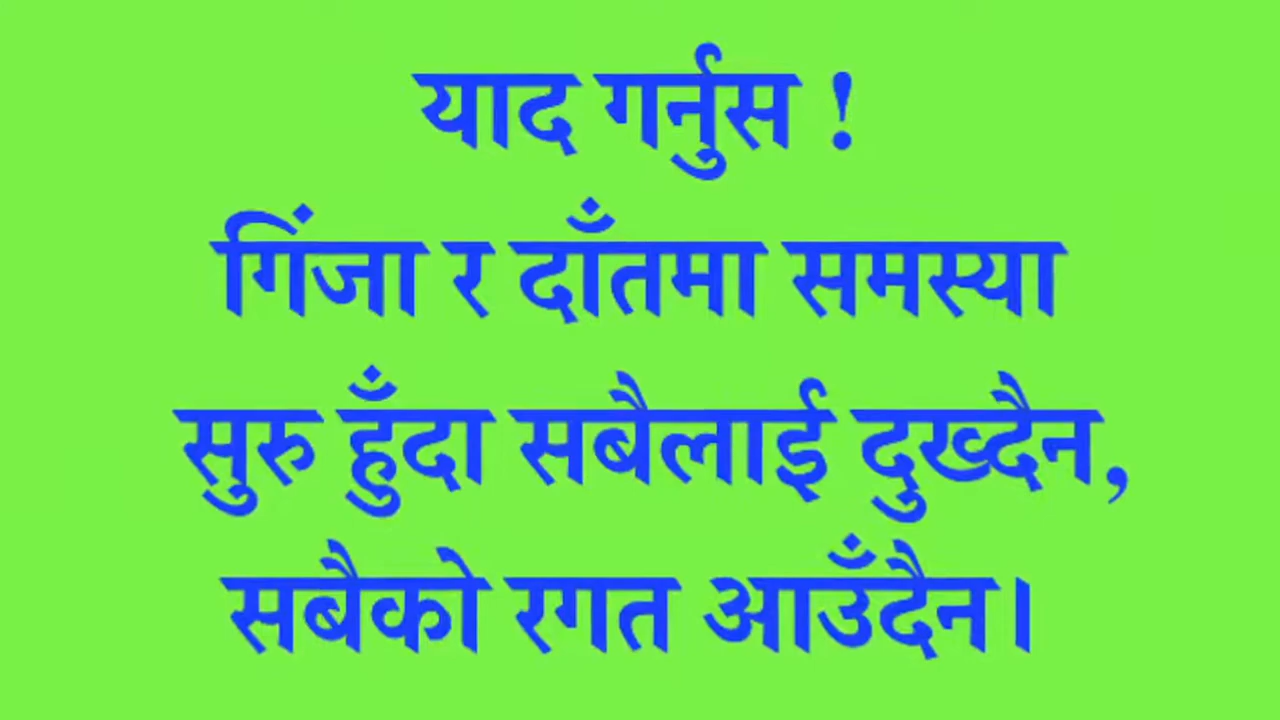 याद गर्नुस !
गिंजा र दाँतमा समस्या
सुरु हुँदा सबैलाई दुख्दैन,
सबैको रगत आउँदैन।